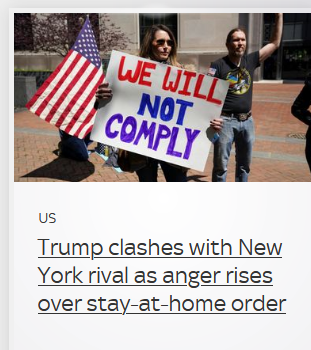 WE WILL
NOT
COMPLY
US
Trump clashes with New
York rival as anger rises
over stay-at-home order